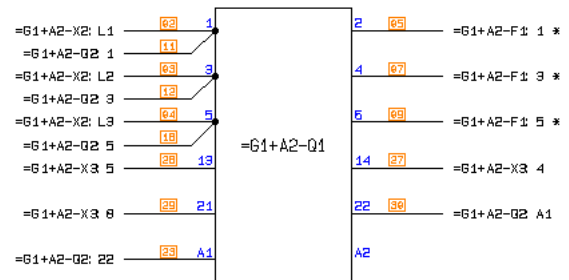 =G1+A2-X2: L1 02 1 2 05 =G1+A2-F1: 1 *
=G1+A2-Q2: 1 11
=G1+A2-X2: L2 03 3 4 07 =G1+A2-F1: 3 *
=G1+A2-Q2: 3 12
=G1+A2-X2: L3 04 5 6 09 =G1+A2-F1: 5 *
=G1+A2-Q2: 5 18
=G1+A2-Q1
=G1+A2-X3: 5 28 13 14 27 =G1+A2-X3: 4
=G1+A2-X3: 8 29 21 22 30 =G1+A2-Q2: A1
=G1+A2-Q2: 22 23 A1 A2